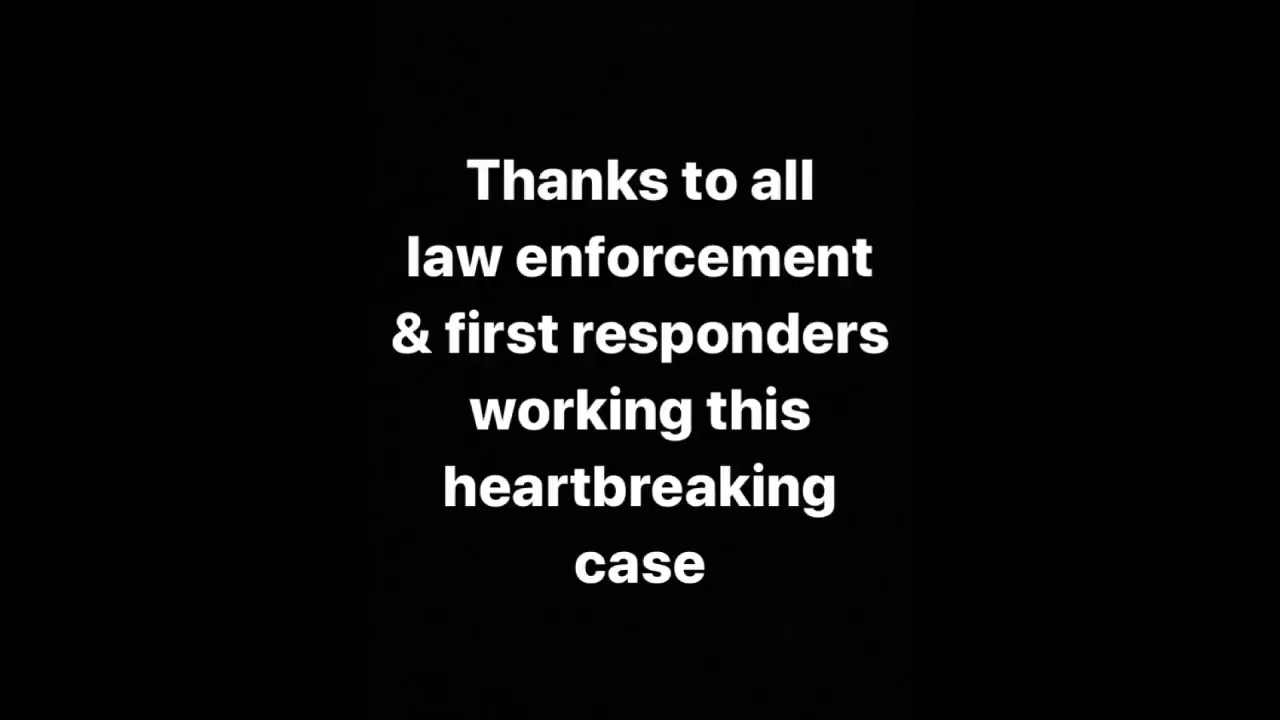 Thanks to all
law enforcement
& first responders
working this
heartbreaking
case